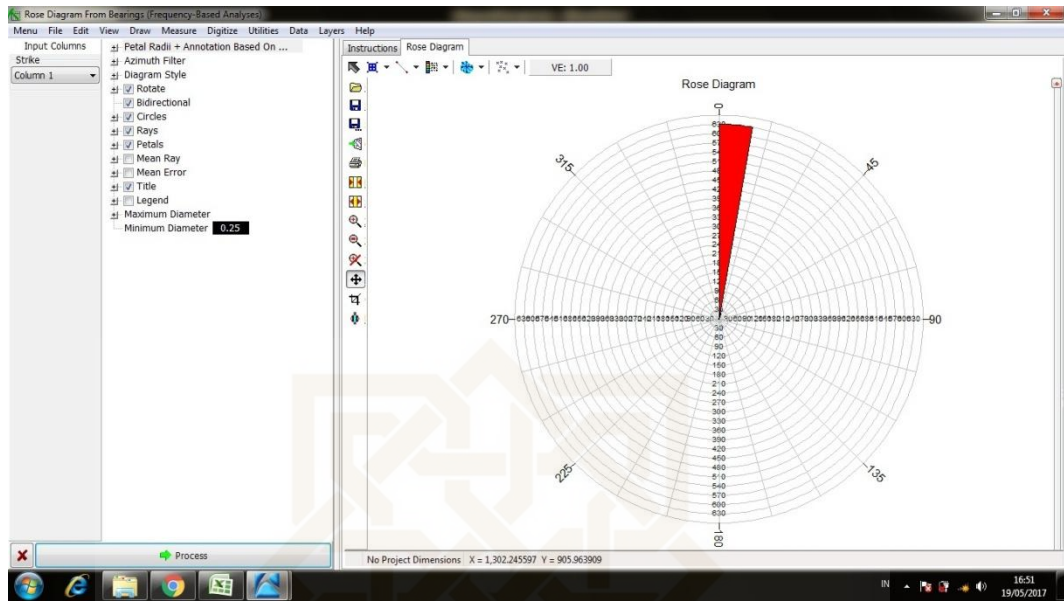 Rose Diagram From Bearings (Frequency-Based Analyses)
Menu File Edit View Draw Measure Digitize Utilities Data Layers Help
Input Columns
Strike
Column 1
Petal Radii + Annotation Based On ...
Azimuth Filter
Diagram Style
Rotate
Bidirectional
Circles
Rays
Petals
Mean Ray
Mean Error
Title
Legend
Maximum Diameter
Minimum Diameter 0.25
Process
Instructions Rose Diagram
VE: 1.00
Rose Diagram
0
315
45
270
90
30
60
90
120
150
180
210
240
270
300
330
360
390
420
450
480
510
540
570
600
630
225
135
180
No Project Dimensions X = 1,302.245597 Y = 905.963909
IN
16:51
19/05/2017